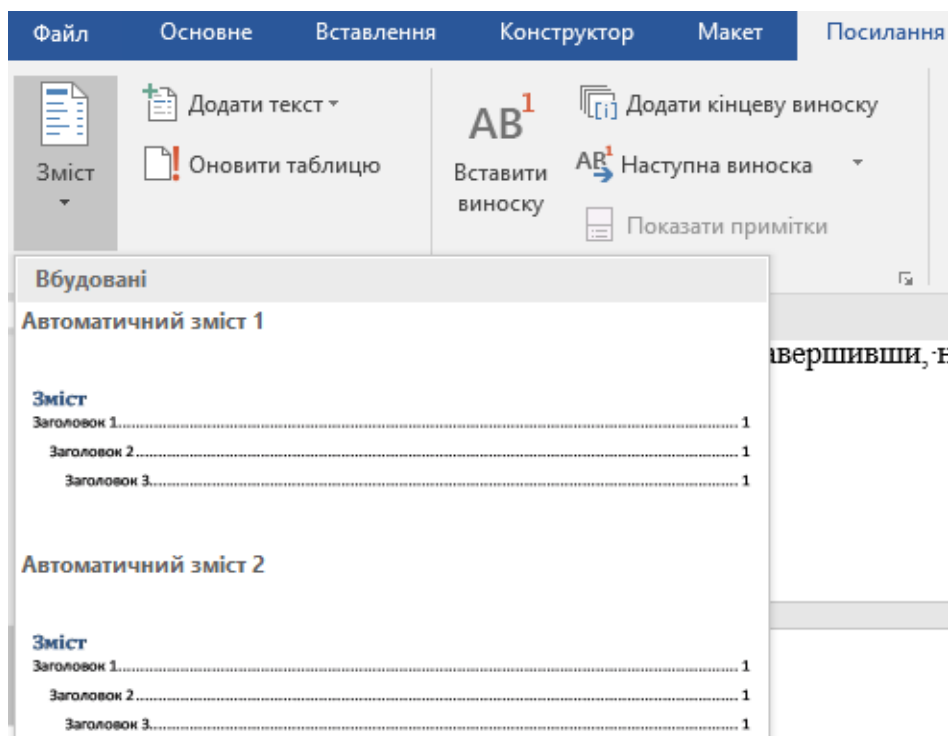 Файл Основне Вставлення Конструктор Макет Посилання
Зміст
Додати текст
Оновити таблицю
AB1
Вставити
виноску
[i] Додати кінцеву виноску
AB1 Наступна виноска
Показати примітки
Вбудовані
Автоматичний зміст 1
Зміст
Заголовок 1 1
Заголовок 2 1
Заголовок 3 1
Автоматичний зміст 2
Зміст
Заголовок 1 1
Заголовок 2 1
Заголовок 3 1